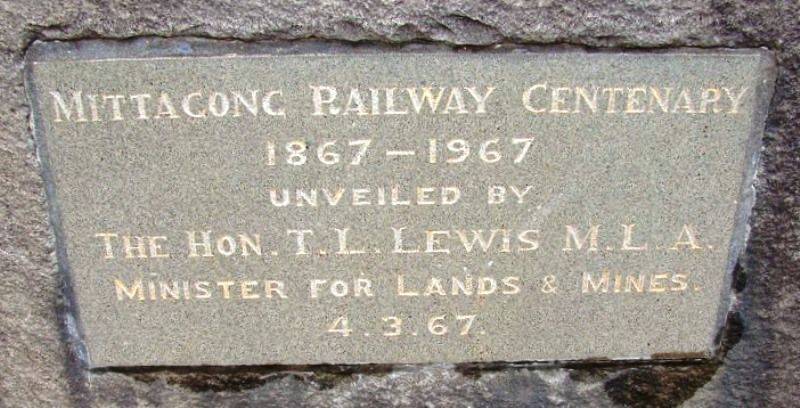 MITTAGONG RAILWAY CENTENARY
1867 – 1967
UNVEILED BY
THE HON. T. L. LEWIS M. L. A.
MINISTER FOR LANDS & MINES.
4. 3. 67.